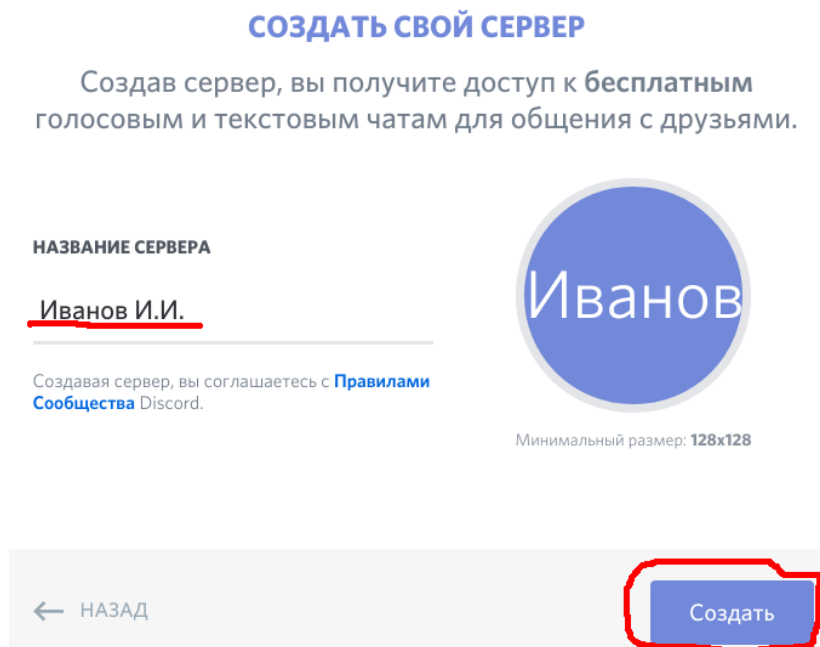 СОЗДАТЬ СВОЙ СЕРВЕР
Создав сервер, вы получите доступ к бесплатным
голосовым и текстовым чатам для общения с друзьями.
НАЗВАНИЕ СЕРВЕРА
Иванов И.И.
Создавая сервер, вы соглашаетесь с Правилами
Сообщества Discord.
Иванов
Минимальный размер: 128x128
← НАЗАД
Создать